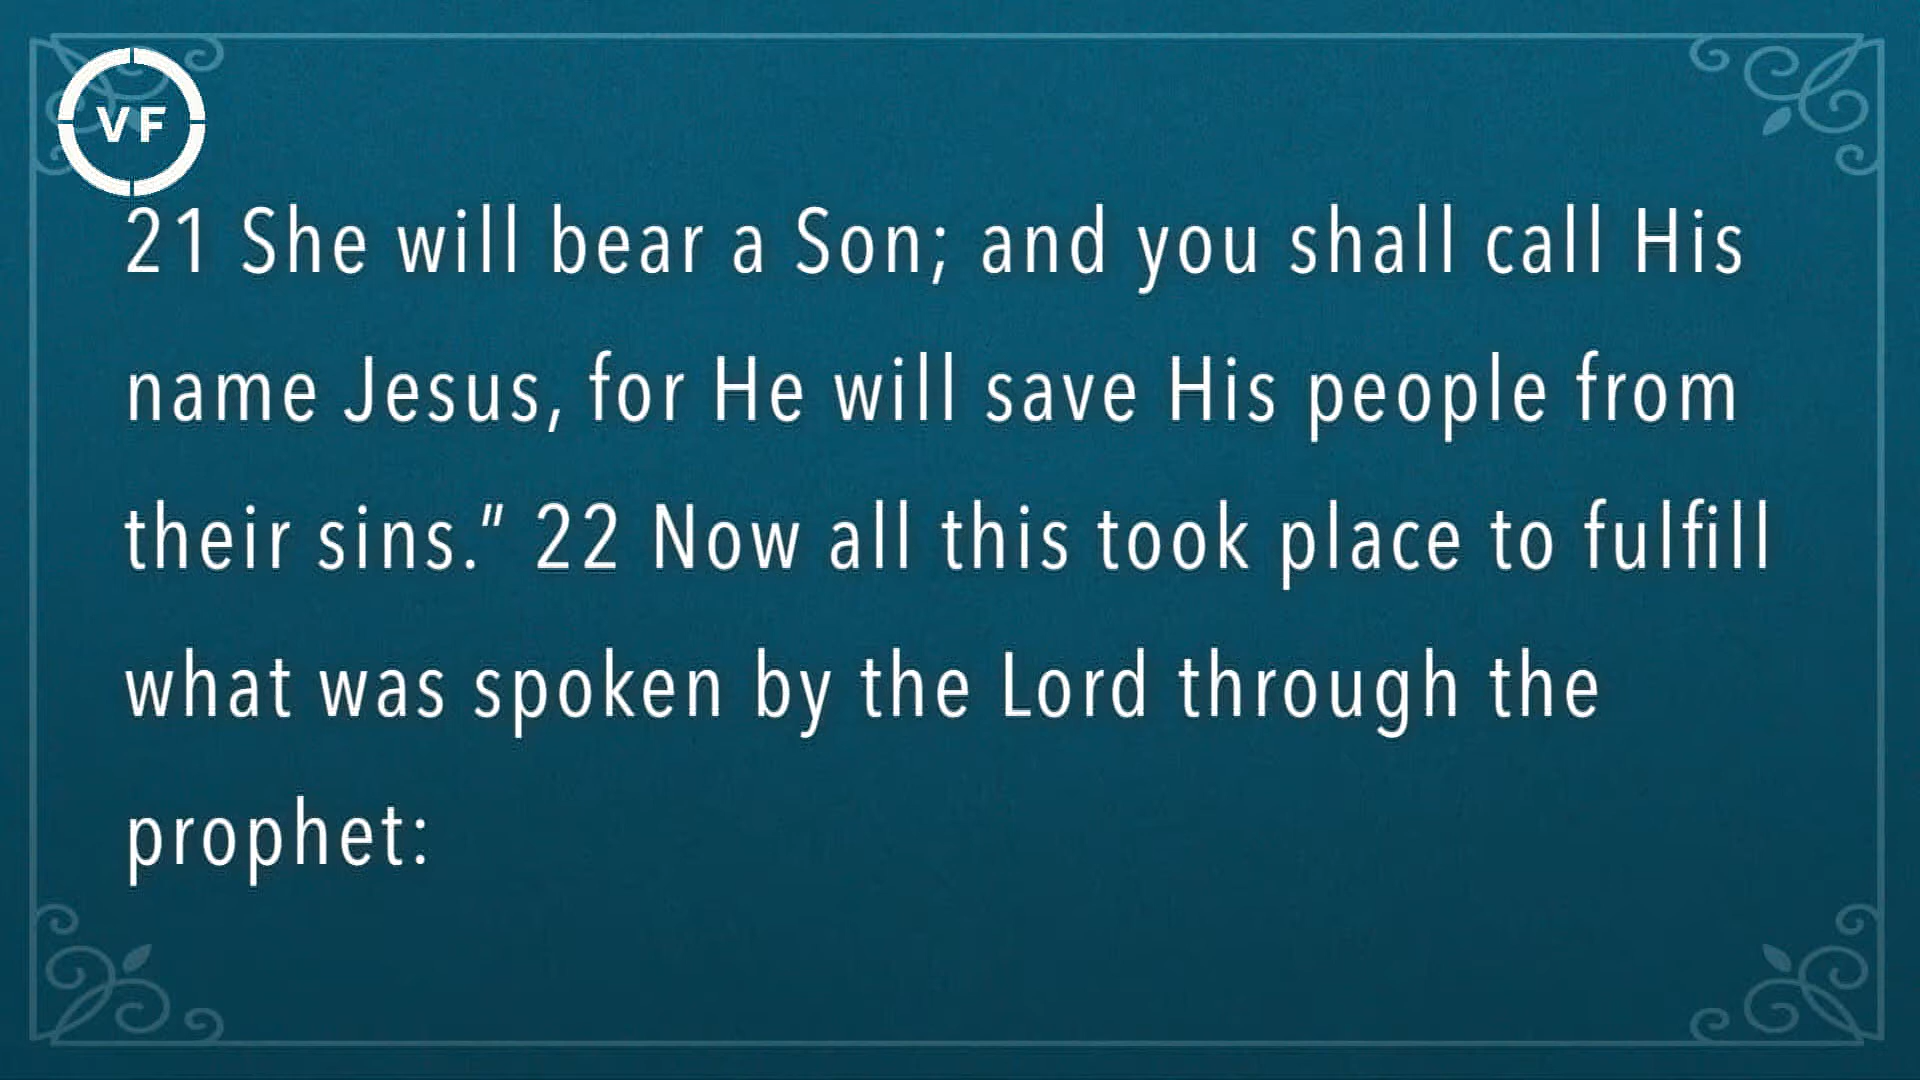 VF
21 She will bear a Son; and you shall call His
name Jesus, for He will save His people from
their sins.” 22 Now all this took place to fulfill
what was spoken by the Lord through the
prophet: